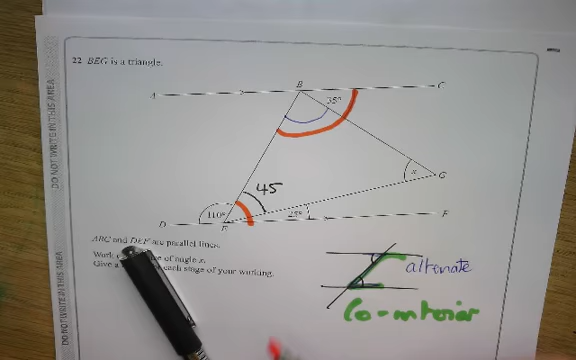 DO NOT WRITE IN THIS AREA
22 BEG is a triangle.
A B C
35°
x G
45
D 110° E 25° F
ABC and DEF are parallel lines.
Work of angle x.
Give a each stage of your working.
alternate
Co-interior
DO NOT WRITE IN THIS AREA